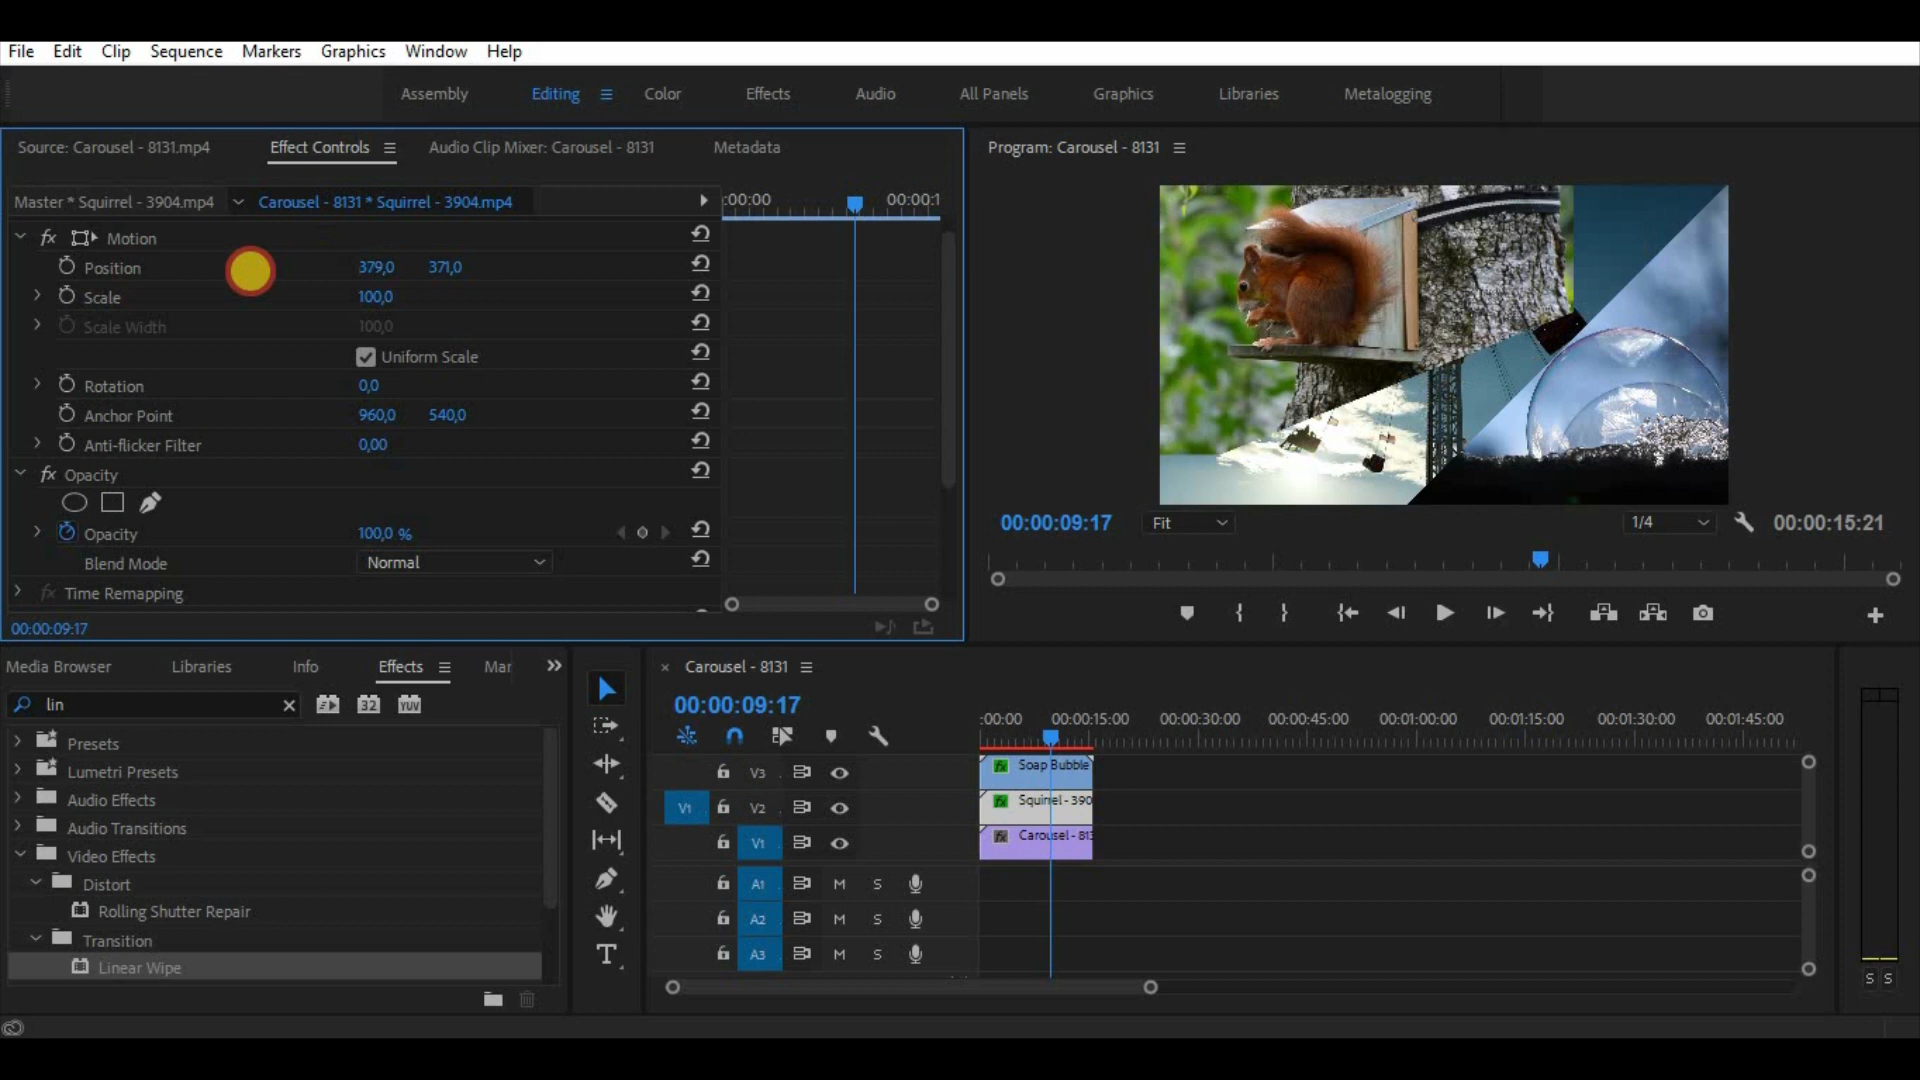 File Edit Clip Sequence Markers Graphics Window Help
Assembly Editing Color Effects Audio All Panels Graphics Libraries Metalogging
Source: Carousel - 8131.mp4 Effect Controls Audio Clip Mixer: Carousel - 8131 Metadata
Program: Carousel - 8131
Master * Squirrel - 3904.mp4 Carousel - 8131 * Squirrel - 3904.mp4
:00:00 00:00:1
fx Motion
Position 379,0 371,0
Scale 100,0
Scale Width 100,0
Uniform Scale
Rotation 0,0
Anchor Point 960,0 540,0
Anti-flicker Filter 0,00
fx Opacity
Opacity 100,0 %
Blend Mode Normal
fx Time Remapping
00:00:09:17
00:00:09:17 Fit 1/4 00:00:15:21
Media Browser Libraries Info Effects Mar
lin 32 YUV
Presets
Lumetri Presets
Audio Effects
Audio Transitions
Video Effects
Distort
Rolling Shutter Repair
Transition
Linear Wipe
T
× Carousel - 8131
00:00:09:17
:00:00 00:00:15:00 00:00:30:00 00:00:45:00 00:01:00:00 00:01:15:00 00:01:30:00 00:01:45:00
V3 fx Soap Bubble
V1 V2 fx Squirrel - 390
V1 fx Carousel - 813
A1 M S
A2 M S
A3 M S
S S